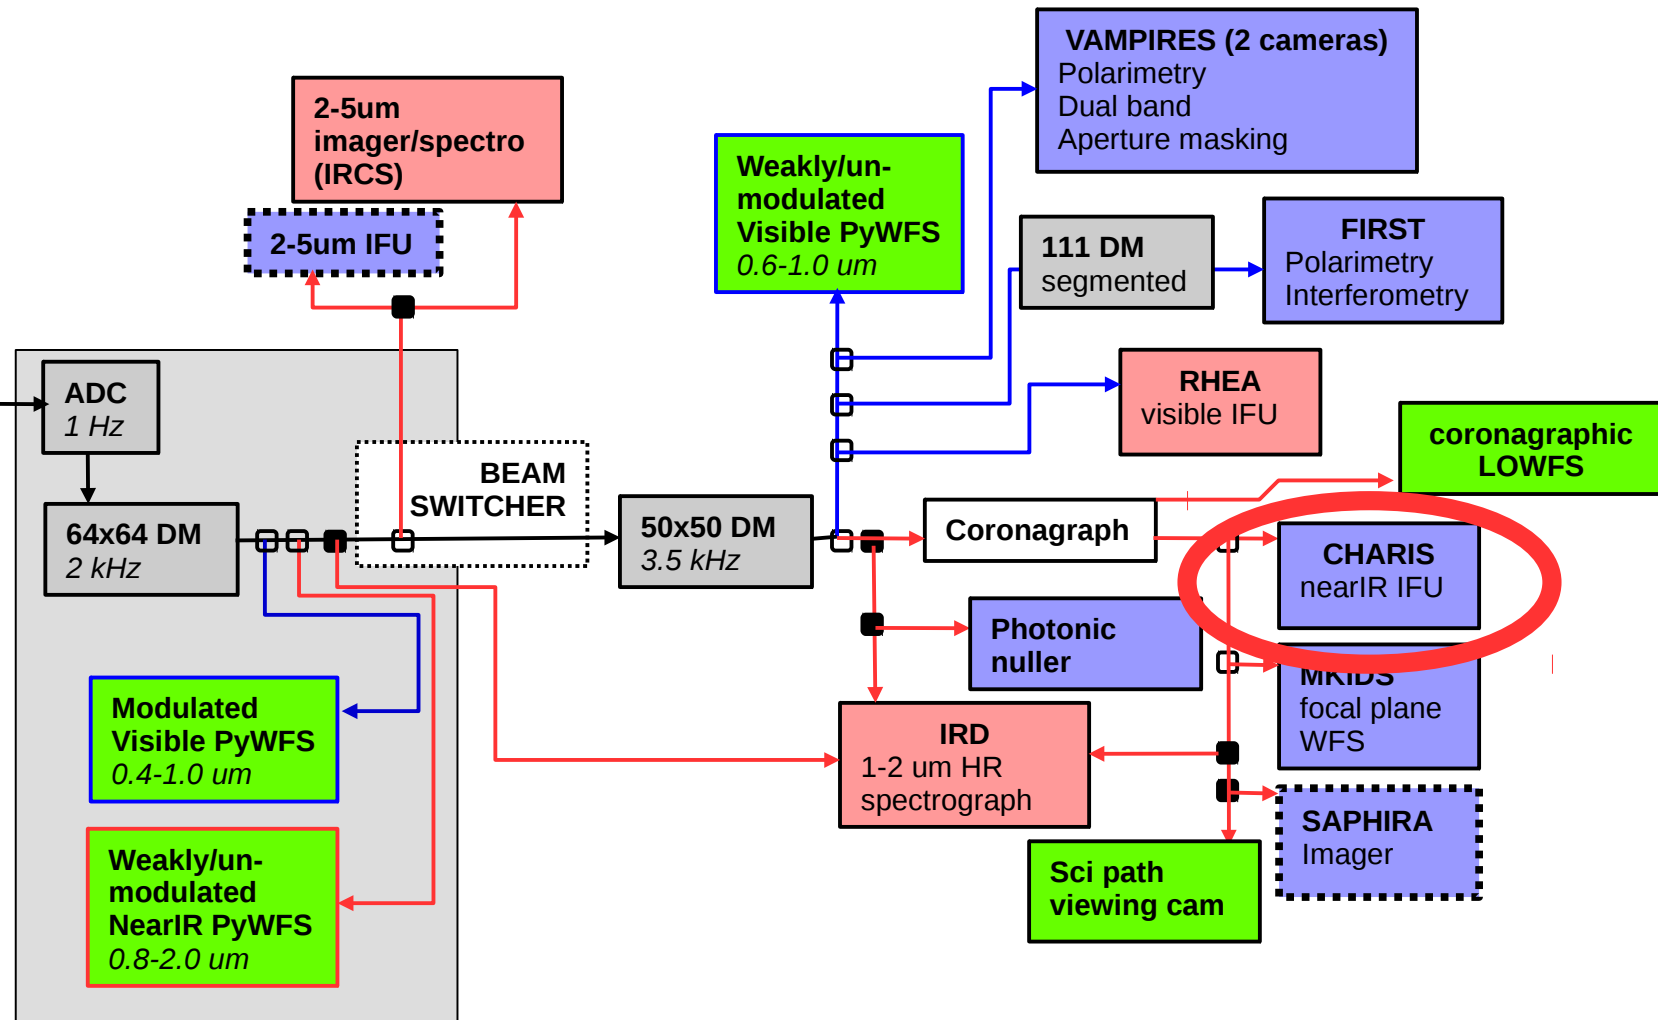 VAMPIRES (2 cameras)
Polarimetry
Dual band
Aperture masking
2-5um
imager/spectro
(IRCS)
2-5um IFU
Weakly/un-
modulated
Visible PyWFS
0.6-1.0 um
111 DM
segmented
FIRST
Polarimetry
Interferometry
ADC
1 Hz
RHEA
visible IFU
coronagraphic
LOWFS
BEAM
SWITCHER
64x64 DM
2 kHz
50x50 DM
3.5 kHz
Coronagraph
CHARIS
nearIR IFU
Photonic
nuller
MKIDS
focal plane
WFS
Modulated
Visible PyWFS
0.4-1.0 um
IRD
1-2 um HR
spectrograph
SAPHIRA
Imager
Weakly/un-
modulated
NearIR PyWFS
0.8-2.0 um
Sci path
viewing cam